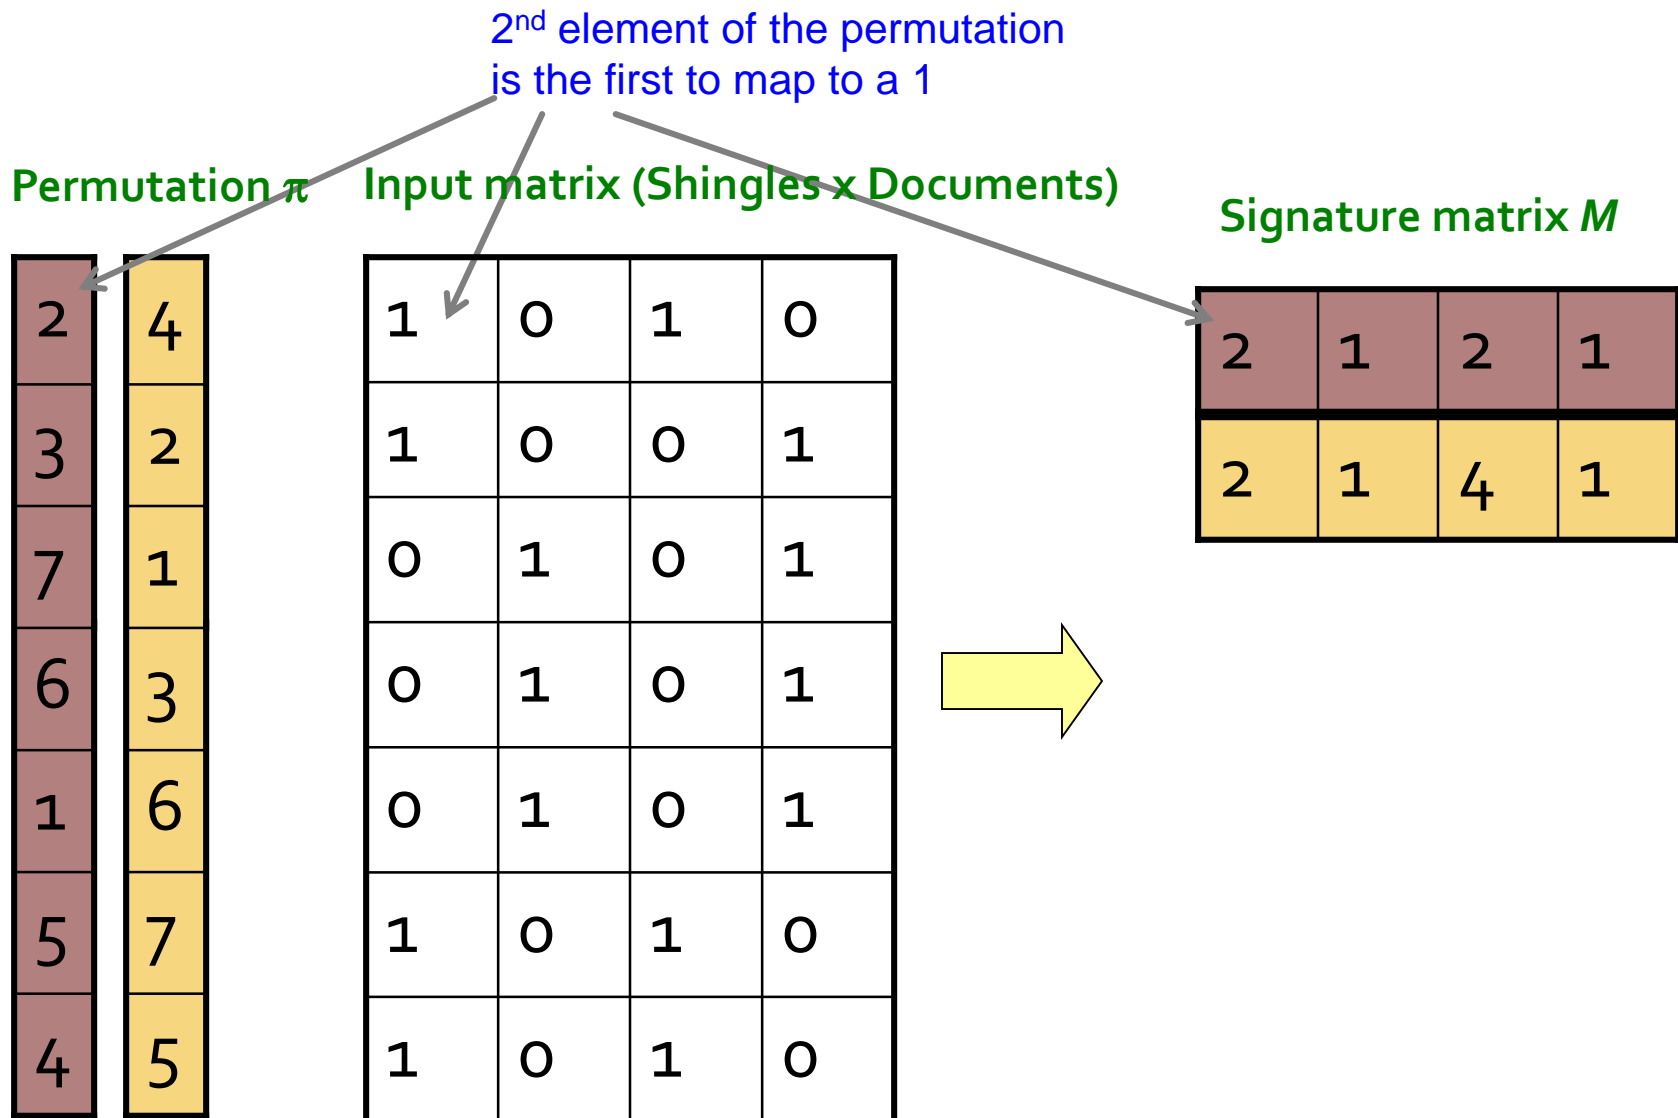 2nd element of the permutation
is the first to map to a 1
Permutation π
Input matrix (Shingles x Documents)
Signature matrix M
2 4 1 0 1 0
3 2 1 0 0 1
7 1 0 1 0 1
6 3 0 1 0 1
1 6 0 1 0 1
5 7 1 0 1 0
4 5 1 0 1 0
2 1 2 1
2 1 4 1